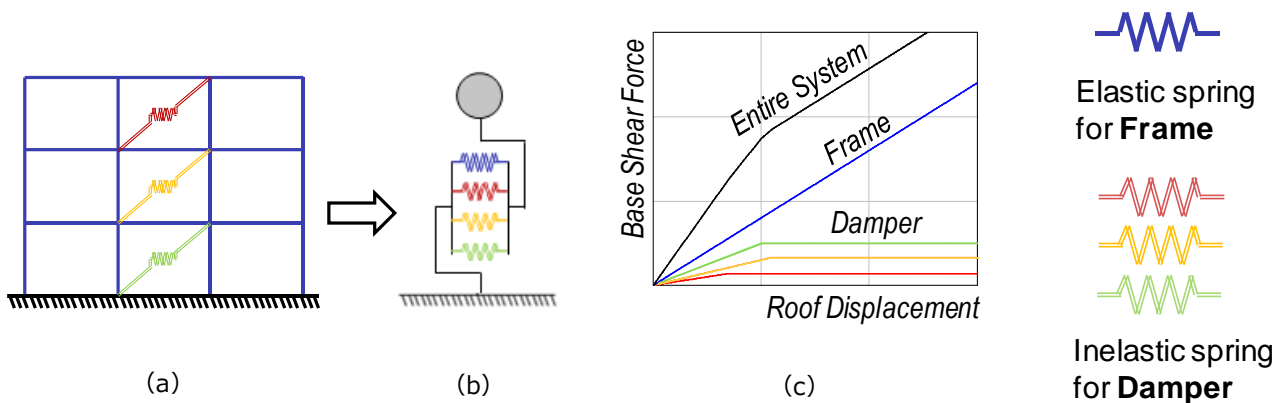 Base Shear Force
Entire System
Frame
Damper
Roof Displacement
Elastic spring
for Frame
Inelastic spring
for Damper
(a)
(b)
(c)